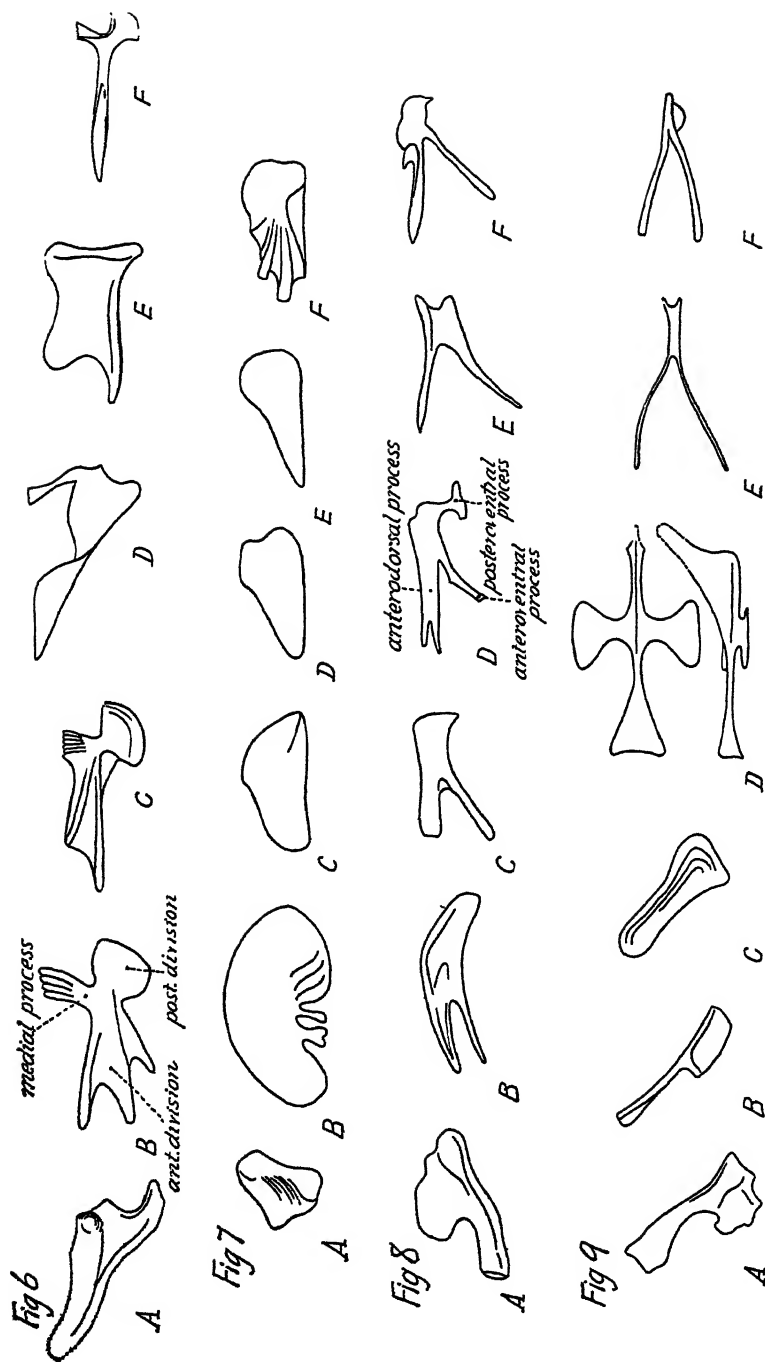 Fig 6
A
B
ant. division
medial process
post. division
C
D
E
F
Fig 7
A
B
C
D
E
F
Fig 8
A
B
C
D
anterodorsal process
posteroventral
process
anteroventral
process
E
F
Fig 9
A
B
C
D
E
F